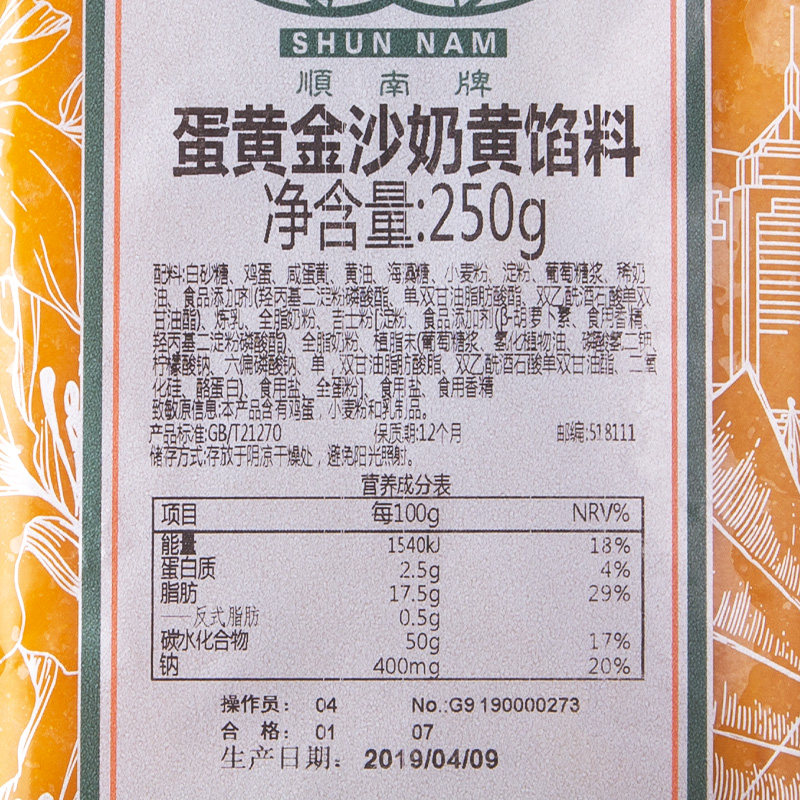 SHUN NAM
順南牌
蛋黄金沙奶黄馅料
净含量:250g
配料:白砂糖、鸡蛋、咸蛋黄、黄油、海藻糖、小麦粉、淀粉、葡萄糖浆、稀奶
油、食品添加剂(羟丙基二淀粉磷酸酯、单,双甘油脂肪酸酯、双乙酰酒石酸单双
甘油酯)、炼乳、全脂奶粉、吉士粉[淀粉、食品添加剂(β-胡萝卜素、食用香精、
羟丙基二淀粉磷酸酯)、全脂奶粉、植脂末(葡萄糖浆、氢化植物油、磷酸氢二钾、
柠檬酸钠、六偏磷酸钠、单，双甘油脂肪酸脂、双乙酰酒石酸单双甘油酯、二氧
化硅、酪蛋白)、食用盐、全蛋粉]、食用盐、食用香精
致敏原信息:本产品含有鸡蛋，小麦粉和乳制品。
产品标准:GB/T21270 保质期:12个月 邮编:518111
储存方式:存放于阴凉干燥处，避免阳光照射。
营养成分表
项目 每100g NRV%
能量 1540kJ 18%
蛋白质 2.5g 4%
脂肪 17.5g 29%
——反式脂肪 0.5g
碳水化合物 50g 17%
钠 400mg 20%
操作员： 04 No.:G9 190000273
合 格： 01 07
生产日期： 2019/04/09